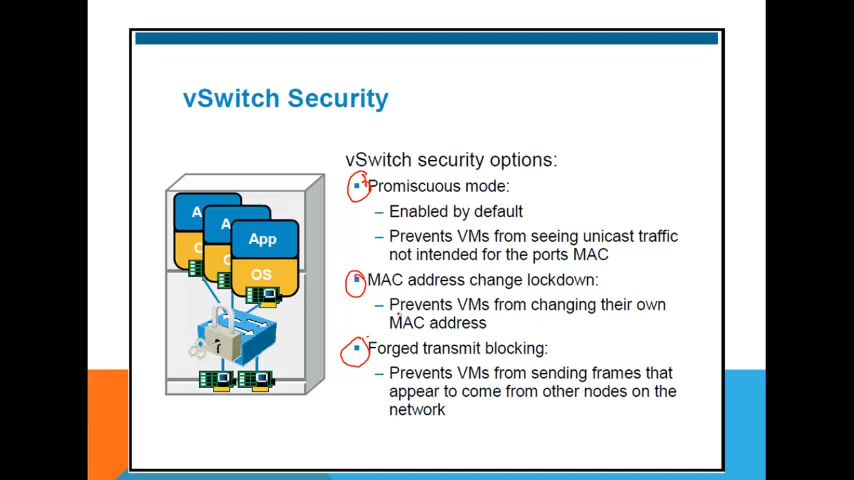 vSwitch Security
vSwitch security options:
Promiscuous mode:
– Enabled by default
– Prevents VMs from seeing unicast traffic
not intended for the ports MAC
MAC address change lockdown:
– Prevents VMs from changing their own
MAC address
Forged transmit blocking:
– Prevents VMs from sending frames that
appear to come from other nodes on the
network
A
A
App
O
O
OS